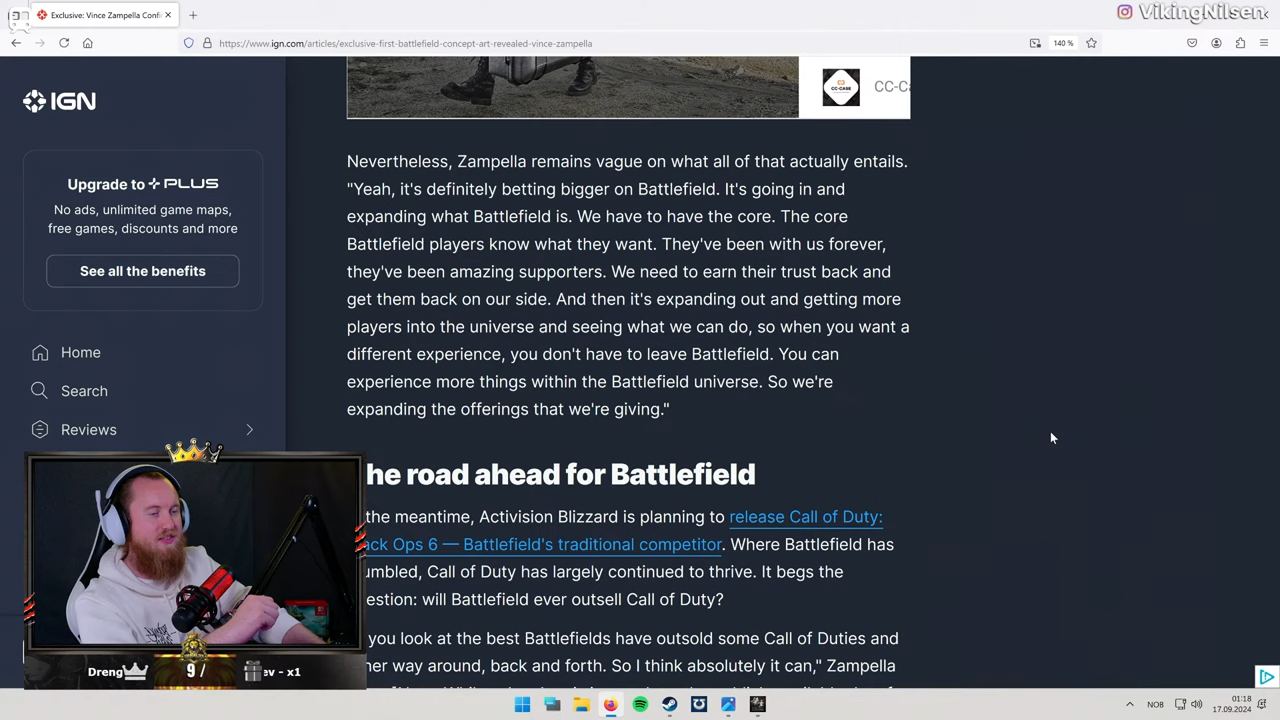 Exclusive: Vince Zampella Confi
VikingNilsen
https://www.ign.com/articles/exclusive-first-battlefield-concept-art-revealed-vince-zampella
140 %
IGN
CC-CASE
CC-Ca
Upgrade to PLUS
No ads, unlimited game maps,
free games, discounts and more
See all the benefits
Home
Search
Reviews
Nevertheless, Zampella remains vague on what all of that actually entails.
"Yeah, it's definitely betting bigger on Battlefield. It's going in and
expanding what Battlefield is. We have to have the core. The core
Battlefield players know what they want. They've been with us forever,
they've been amazing supporters. We need to earn their trust back and
get them back on our side. And then it's expanding out and getting more
players into the universe and seeing what we can do, so when you want a
different experience, you don't have to leave Battlefield. You can
experience more things within the Battlefield universe. So we're
expanding the offerings that we're giving."
he road ahead for Battlefield
the meantime, Activision Blizzard is planning to release Call of Duty:
ack Ops 6 — Battlefield's traditional competitor. Where Battlefield has
umbled, Call of Duty has largely continued to thrive. It begs the
estion: will Battlefield ever outsell Call of Duty?
you look at the best Battlefields have outsold some Call of Duties and
her way around, back and forth. So I think absolutely it can," Zampella
Dreng
9 /
ev - x1
NOB
01:18
17.09.2024